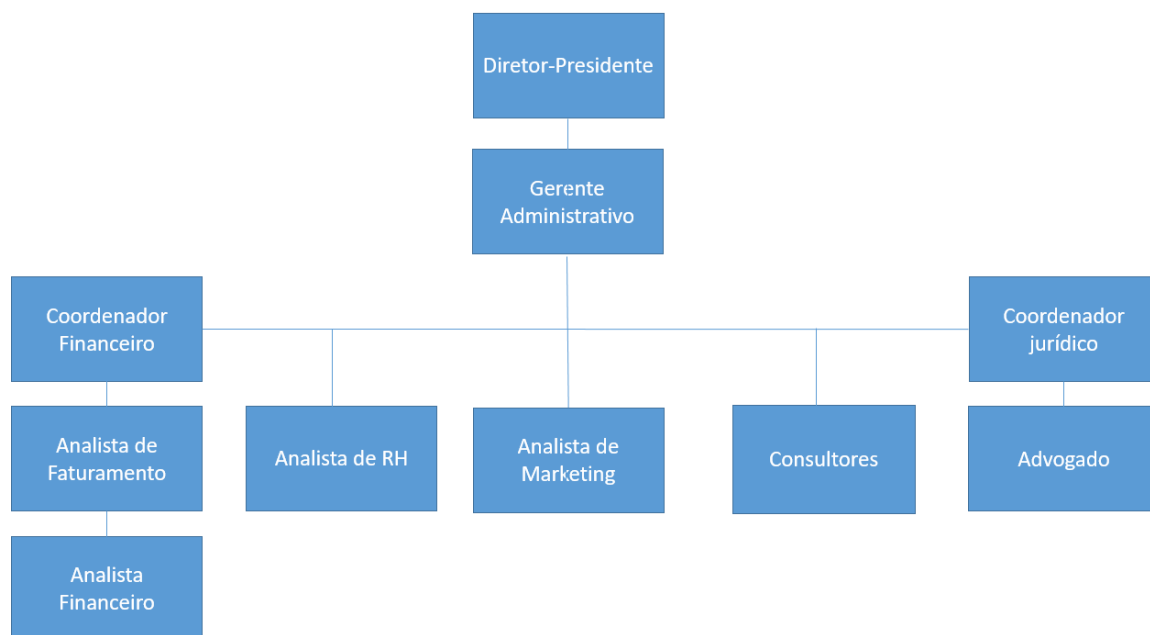 Diretor-Presidente
Gerente
Administrativo
Coordenador
Financeiro
Coordenador
jurídico
Analista de
Faturamento
Analista de RH
Analista de
Marketing
Consultores
Advogado
Analista
Financeiro